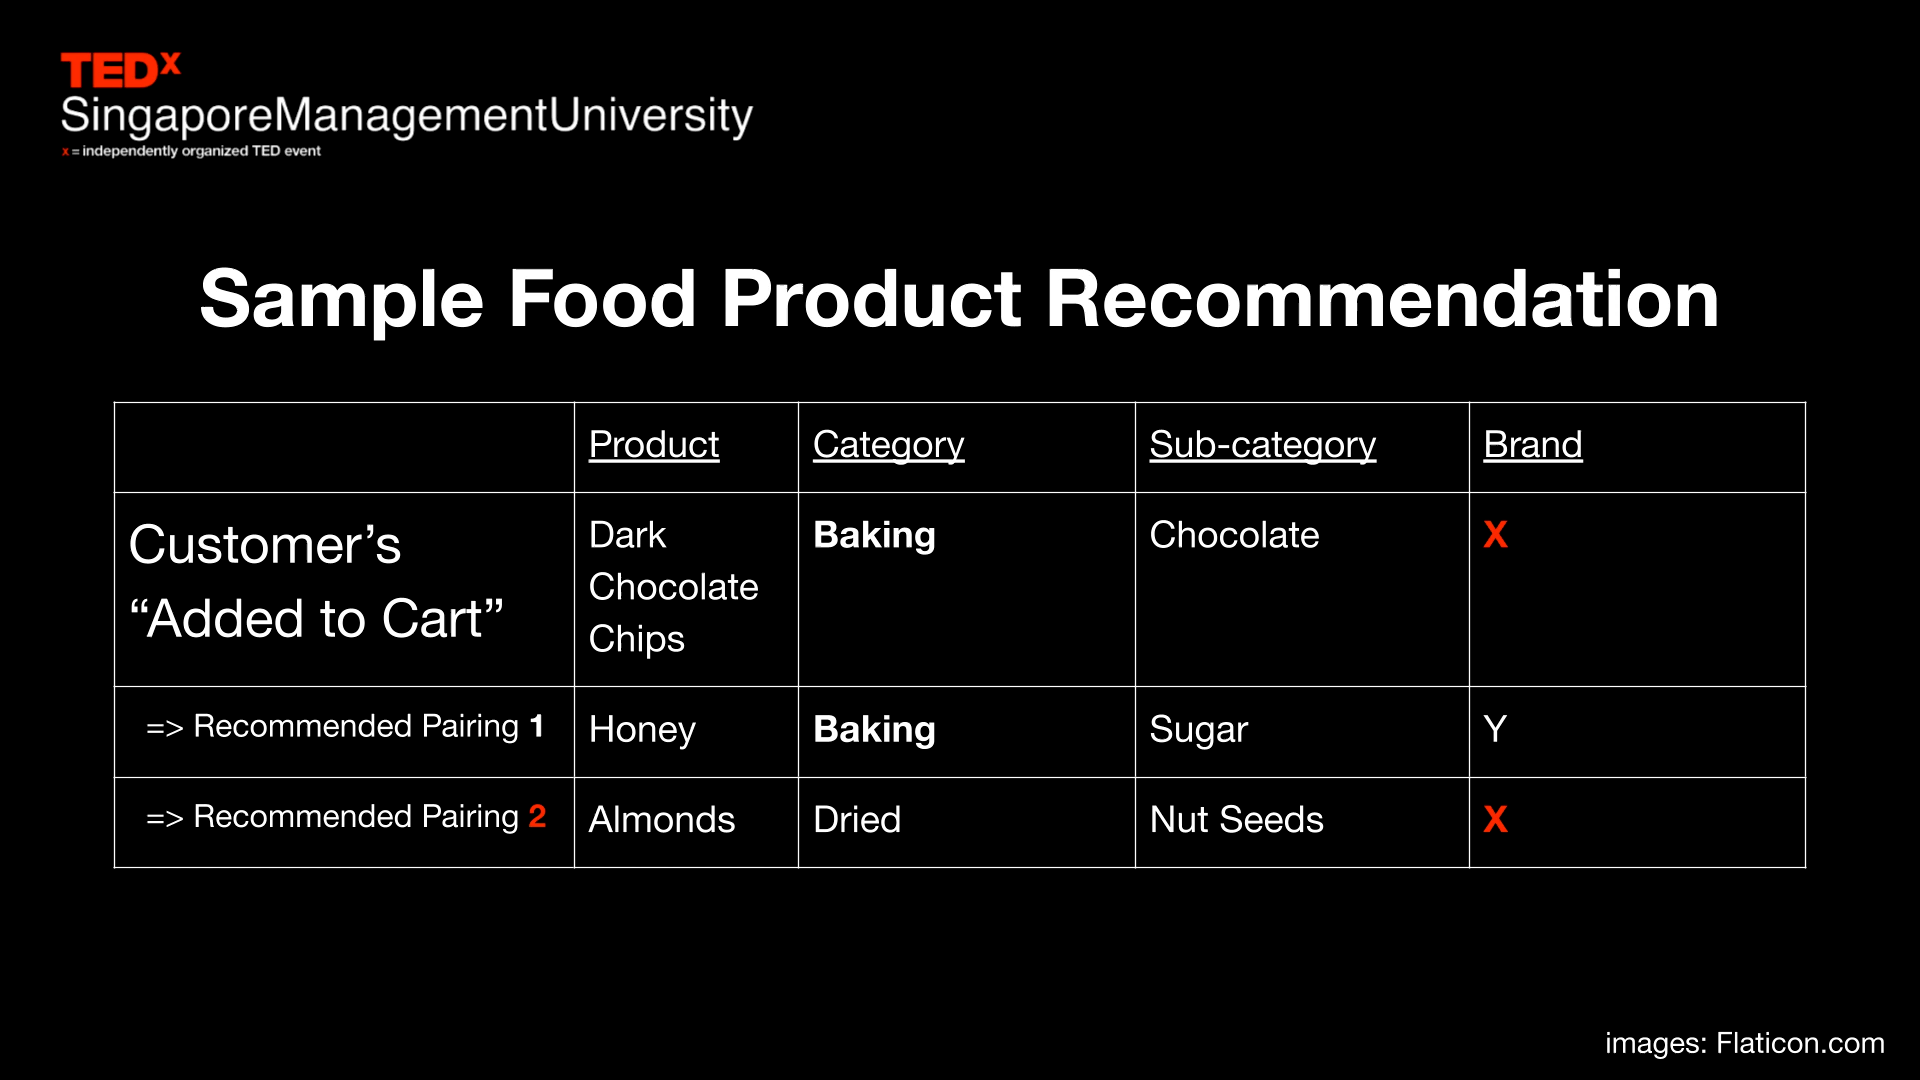 TEDx
SingaporeManagementUniversity
x = independently organized TED event
Sample Food Product Recommendation
Product Category Sub-category Brand
Customer’s
“Added to Cart”
Dark
Chocolate
Chips
Baking
Chocolate
X
=> Recommended Pairing 1 Honey Baking Sugar Y
=> Recommended Pairing 2 Almonds Dried Nut Seeds X
images: Flaticon.com